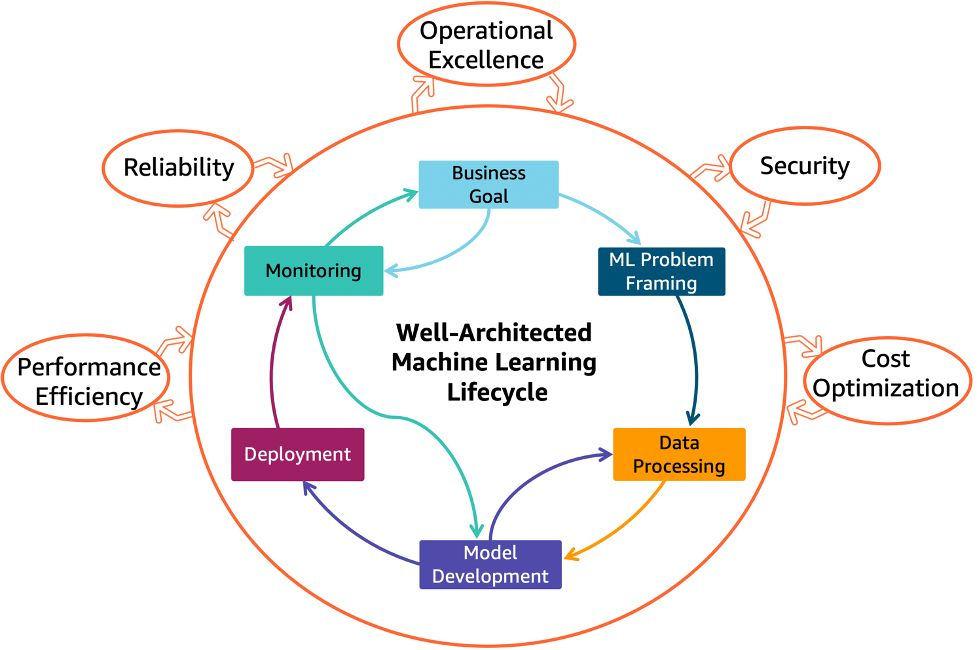 Operational
Excellence
Reliability
Security
Business
Goal
Monitoring
ML Problem
Framing
Well-Architected
Machine Learning
Lifecycle
Performance
Efficiency
Cost
Optimization
Deployment
Data
Processing
Model
Development